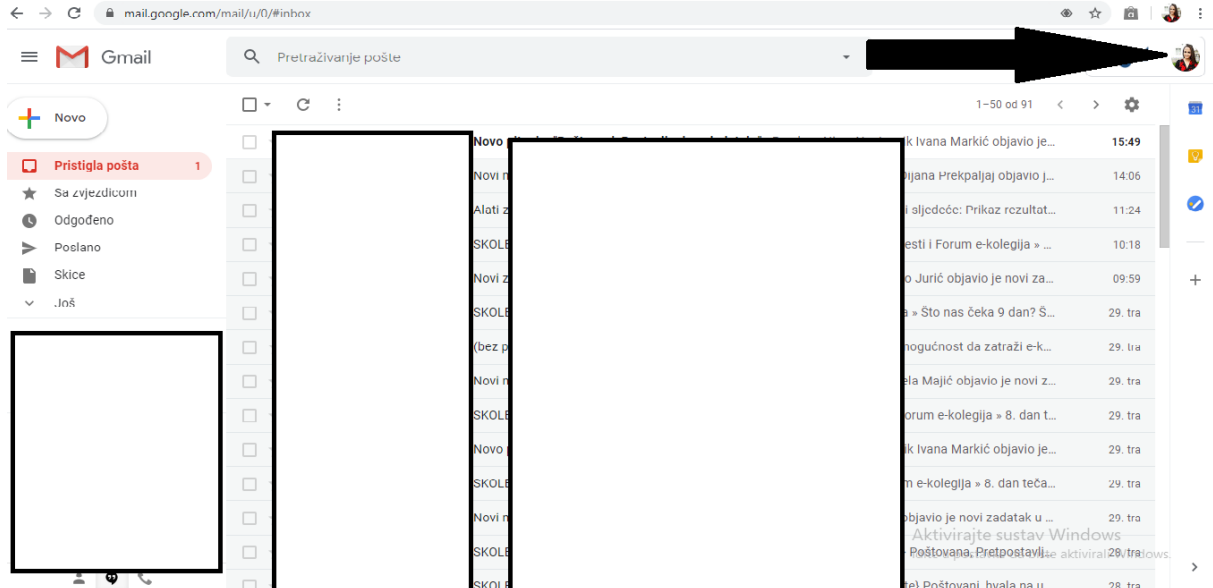 mail.google.com/mail/u/0/#inbox
Gmail
Pretraživanje pošte
Novo
1–50 od 91
31
Pristigla pošta 1
Sa zvjezdicom
Odgođeno
Poslano
Skice
Još
Novo k Ivana Markić objavio je... 15:49
Novi Dijana Prekpaljaj objavio j... 14:06
Alati z i sljedeće: Prikaz rezultat... 11:24
SKOLE esti i Forum e-kolegija » ... 10:18
Novi z o Jurić objavio je novi za... 09:59
SKOLE a » Što nas čeka 9 dan? Š... 29. tra
(bez p mogućnost da zatraži e-k... 29. tra
Novi ela Majić objavio je novi z... 29. tra
SKOLE orum e-kolegija » 8. dan t... 29. tra
Novo ik Ivana Markić objavio je... 29. tra
SKOLE m e-kolegija » 8. dan teča... 29. tra
Novi objavio je novi zadatak u ... 29. tra
Aktivirajte sustav Windows
SKOLE Poštovana, Pretpostavlj... 28. tra
aktivirali Windows.
SKOLE te} Poštovani, hvala na u 28. tra